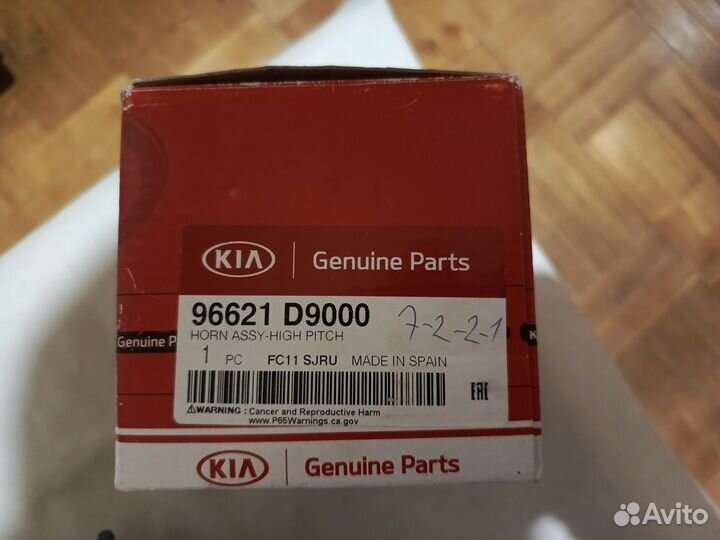 KIA Genuine Parts
96621 D9000
7-2-2-1
HORN ASSY-HIGH PITCH
1 PC FC11 SJRU MADE IN SPAIN
EAC
⚠WARNING : Cancer and Reproductive Harm
www.P65Warnings.ca.gov
Genuine P
K
KIA Genuine Parts
Avito